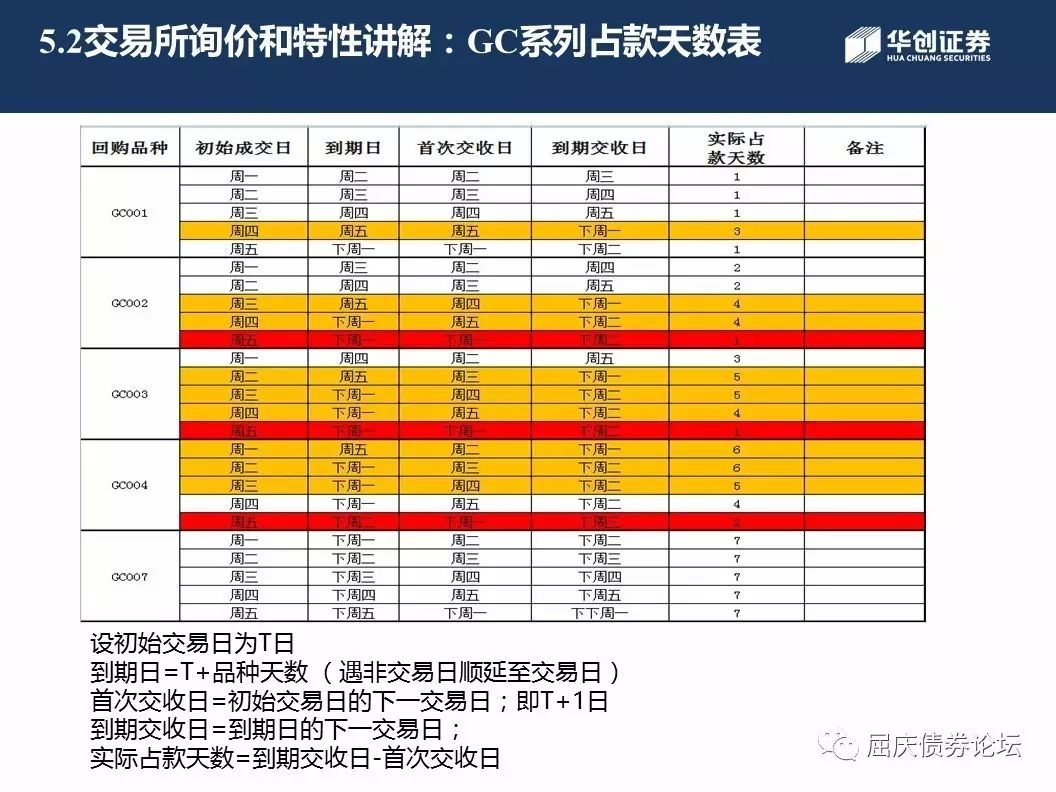 5.2交易所询价和特性讲解：GC系列占款天数表
华创证券
HUA CHUANG SECURITIES
回购品种 初始成交日 到期日 首次交收日 到期交收日 实际占款天数 备注
GC001
周一 周二 周二 周三 1
周二 周三 周三 周四 1
周三 周四 周四 周五 1
周四 周五 周五 下周一 3
周五 下周一 下周一 下周二 1
GC002
周一 周三 周二 周四 2
周二 周四 周三 周五 2
周三 周五 周四 下周一 4
周四 下周一 周五 下周二 4
周五 下周一 下周一 下周二 1
GC003
周一 周四 周二 周五 3
周二 周五 周三 下周一 5
周三 下周一 周四 下周二 5
周四 下周一 周五 下周二 4
周五 下周一 下周一 下周二 1
GC004
周一 周五 周二 下周一 6
周二 下周一 周三 下周二 6
周三 下周一 周四 下周二 5
周四 下周一 周五 下周二 4
周五 下周二 下周一 下周三 2
GC007
周一 下周一 周二 下周二 7
周二 下周二 周三 下周三 7
周三 下周三 周四 下周四 7
周四 下周四 周五 下周五 7
周五 下周五 下周一 下下周一 7
设初始交易日为T日
到期日=T+品种天数（遇非交易日顺延至交易日）
首次交收日=初始交易日的下一交易日；即T+1日
到期交收日=到期日的下一交易日；
实际占款天数=到期交收日-首次交收日
屈庆债券论坛